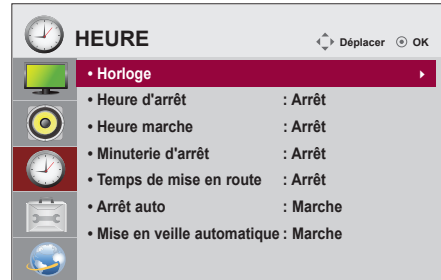 HEURE
Déplacer OK
• Horloge
• Heure d'arrêt : Arrêt
• Heure marche : Arrêt
• Minuterie d'arrêt : Arrêt
• Temps de mise en route : Arrêt
• Arrêt auto : Marche
• Mise en veille automatique : Marche